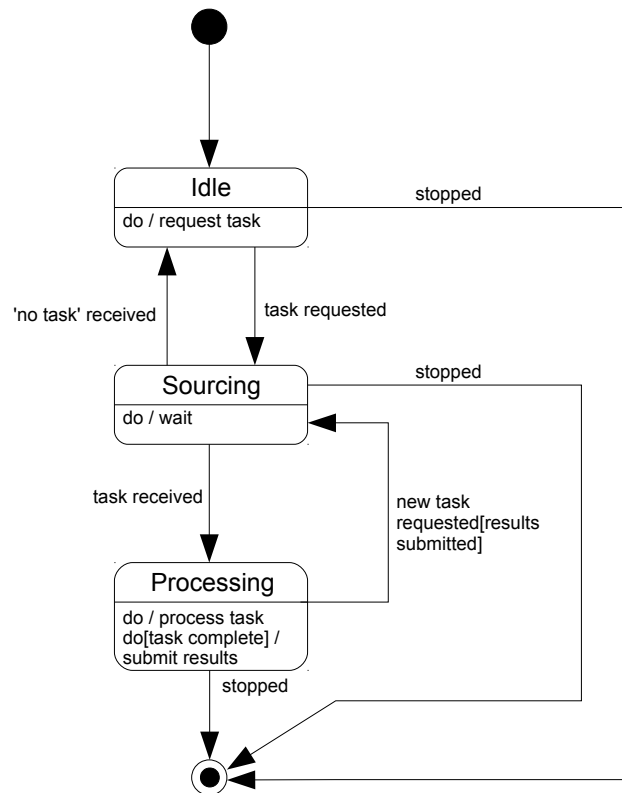 Idle
stopped
do / request task
'no task' received
task requested
Sourcing
stopped
do / wait
task received
new task
requested[results
submitted]
Processing
do / process task
do[task complete] /
submit results
stopped